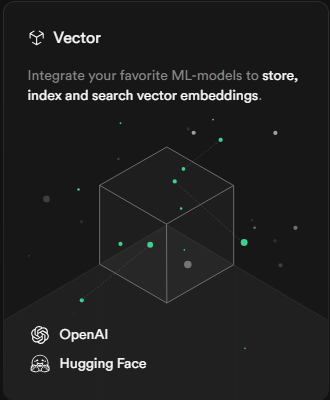 Vector
Integrate your favorite ML-models to store,
index and search vector embeddings.
OpenAI
Hugging Face